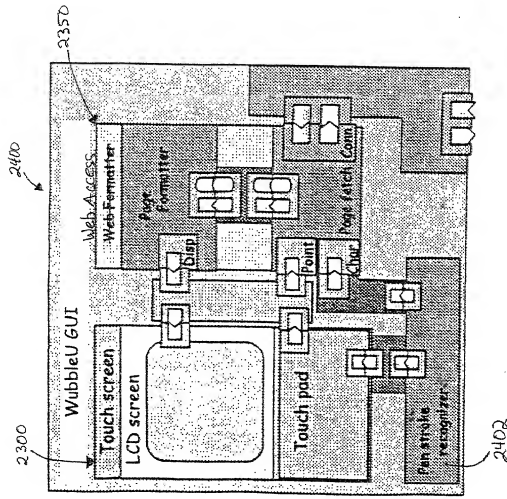 2400
WubbleU GUI
2300
Touch screen
LCD screen
Touch pad
Web Access
Web Formatter
2350
Page
formatter
Disp
Point
Char
Page fetch
Conn
Pen stroke
recognizer
2402